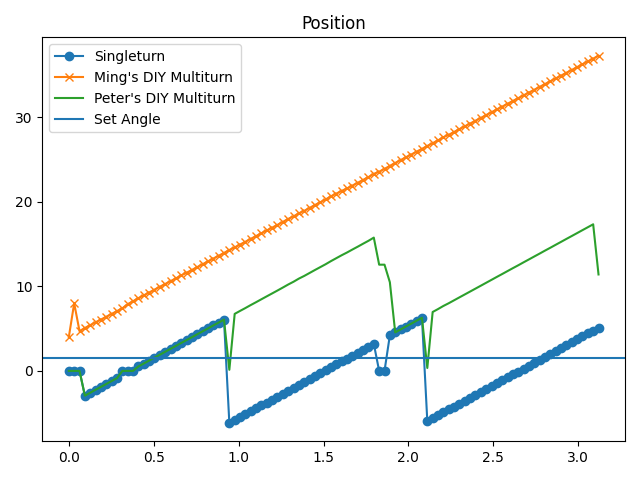 Position
Singleturn
Ming's DIY Multiturn
Peter's DIY Multiturn
Set Angle
30
20
10
0
0.0 0.5 1.0 1.5 2.0 2.5 3.0